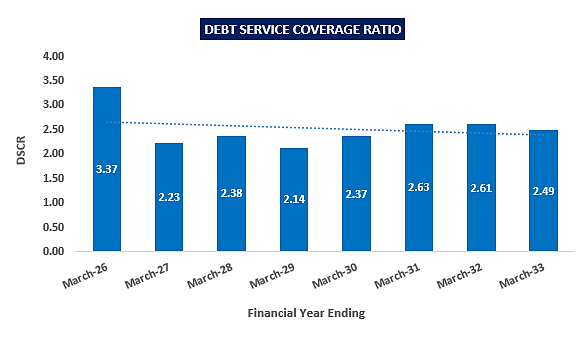 DEBT SERVICE COVERAGE RATIO
4.00
3.50
3.00
2.50
2.00
1.50
1.00
0.50
0.00
DSCR
3.37
2.23
2.38
2.14
2.37
2.63
2.61
2.49
March-26
March-27
March-28
March-29
March-30
March-31
March-32
March-33
Financial Year Ending